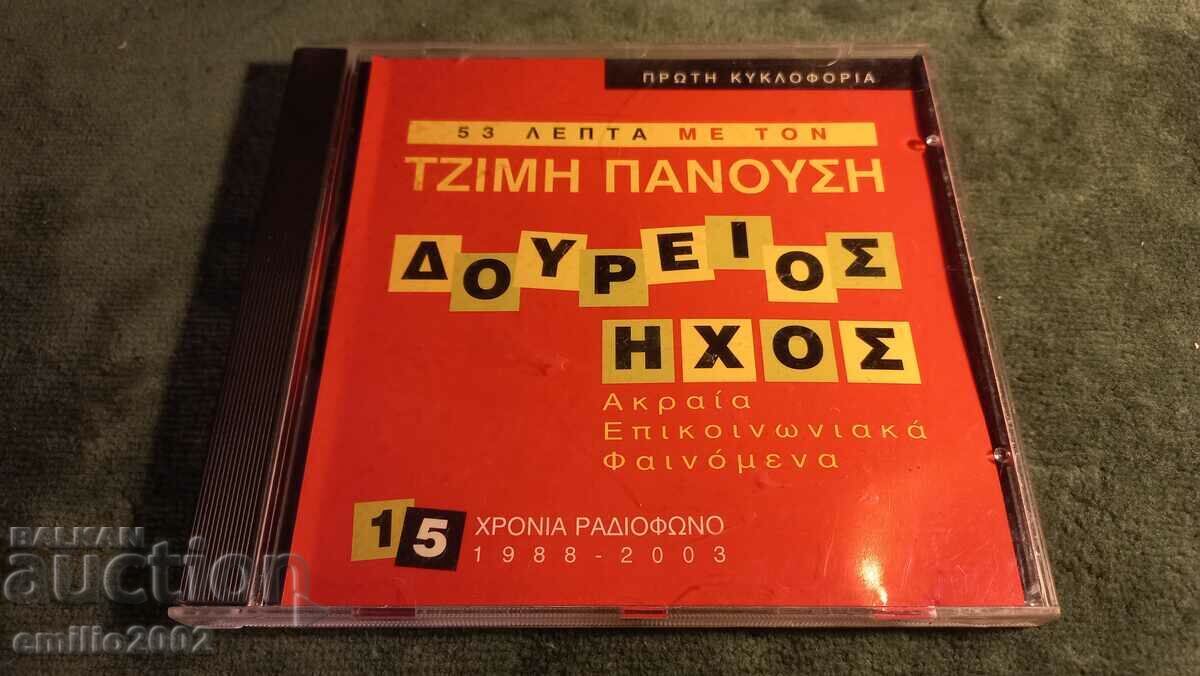 ΠΡΩΤΗ ΚΥΚΛΟΦΟΡΙΑ
53 ΛΕΠΤΑ ΜΕ ΤΟΝ
ΤΖΙΜΗ ΠΑΝΟΥΣΗ
ΔΟΥΡΕΙΟΣ
ΗΧΟΣ
Ακραία
Επικοινωνιακά
Φαινόμενα
15 ΧΡΟΝΙΑ ΡΑΔΙΟΦΩΝΟ
1988-2003
BALKAN
auction
emilio2002